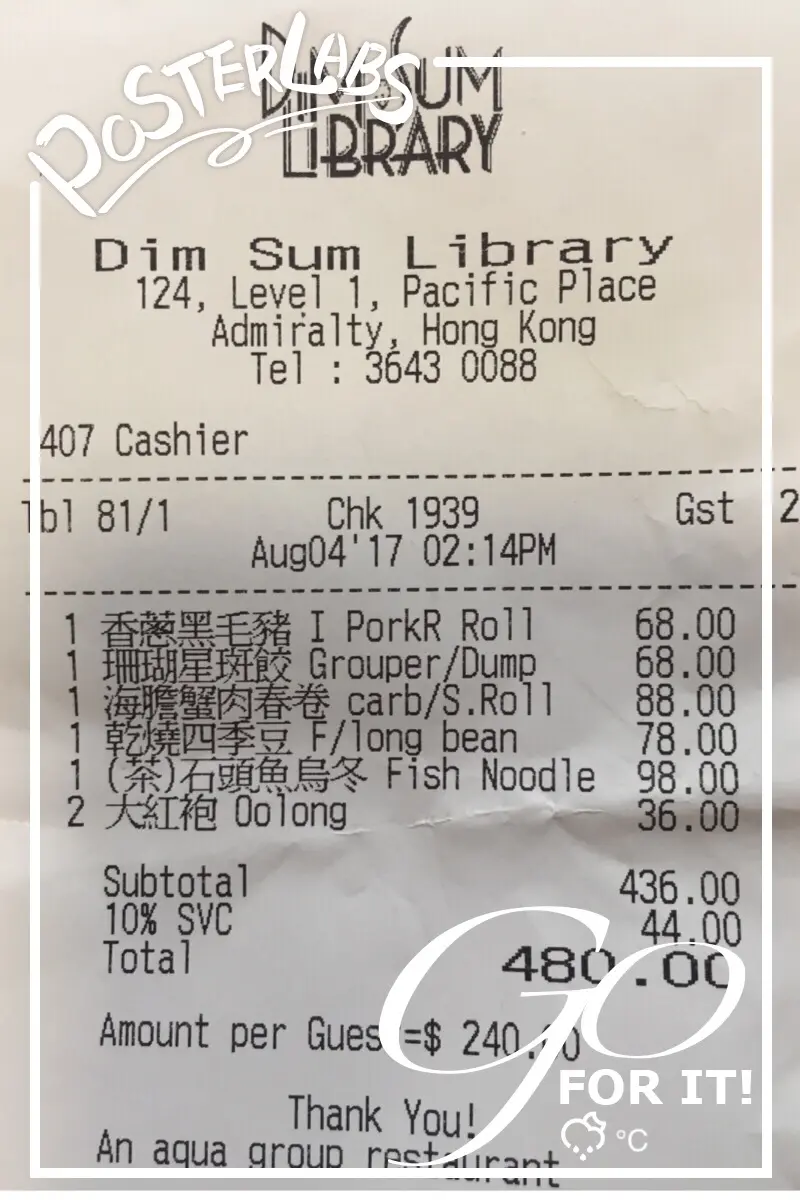 POSTERLABS
DIM SUM
LIBRARY
Dim Sum Library
124, Level 1, Pacific Place
Admiralty, Hong Kong
Tel : 3643 0088
407 Cashier
Tbl 81/1 Chk 1939 Gst 2
Aug04'17 02:14PM
1 香蔥黑毛豬 I PorkR Roll 68.00
1 珊瑚星斑餃 Grouper/Dump 68.00
1 海膽蟹肉春卷 carb/S.Roll 88.00
1 乾燒四季豆 F/long bean 78.00
1 (茶)石頭魚烏冬 Fish Noodle 98.00
2 大紅袍 Oolong 36.00
Subtotal 436.00
10% SVC 44.00
Total 480.00
Amount per Guest=$ 240.00
GO
FOR IT!
Thank You!
°C
An aqua group restaurant